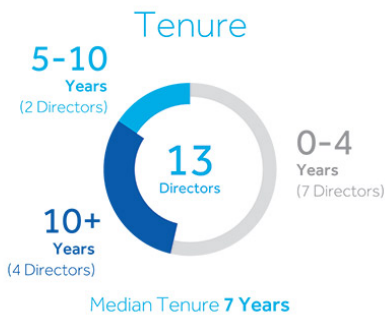 Tenure
5-10
Years
(2 Directors)
13
Directors
0-4
Years
(7 Directors)
10+
Years
(4 Directors)
Median Tenure 7 Years